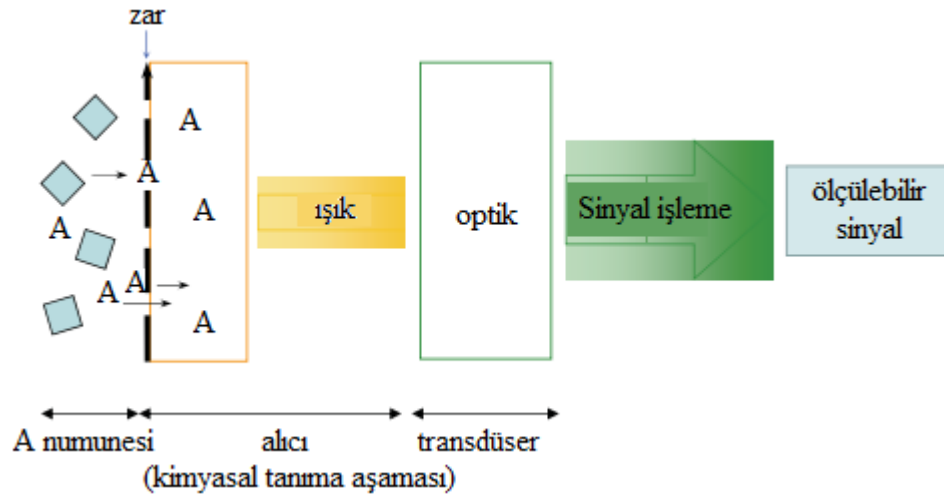 zar
A
A
A
A
A
A
A
ışık
optik
Sinyal işleme
ölçülebilir
sinyal
A numunesi
alıcı
transdüser
(kimyasal tanıma aşaması)